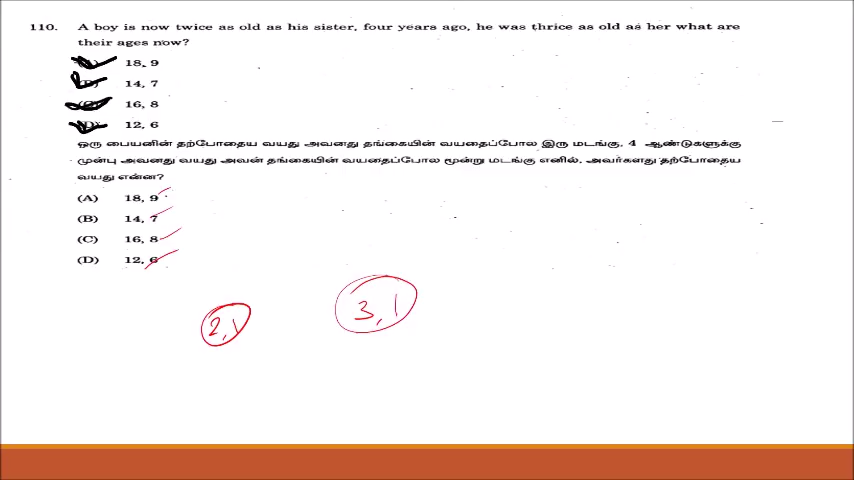 110. A boy is now twice as old as his sister, four years ago, he was thrice as old as her what are
their ages now?
18, 9
(B) 14, 7
(C) 16, 8
(D) 12, 6
ஒரு பையனின் தற்போதைய வயது அவனது தங்கையின் வயதைப்போல இரு மடங்கு. 4 ஆண்டுகளுக்கு
முன்பு அவனது வயது அவன் தங்கையின் வயதைப்போல மூன்று மடங்கு எனில், அவர்களது தற்போதைய
வயது என்ன?
(A) 18, 9
(B) 14, 7
(C) 16, 8
(D) 12, 6
2, 1
3, 1